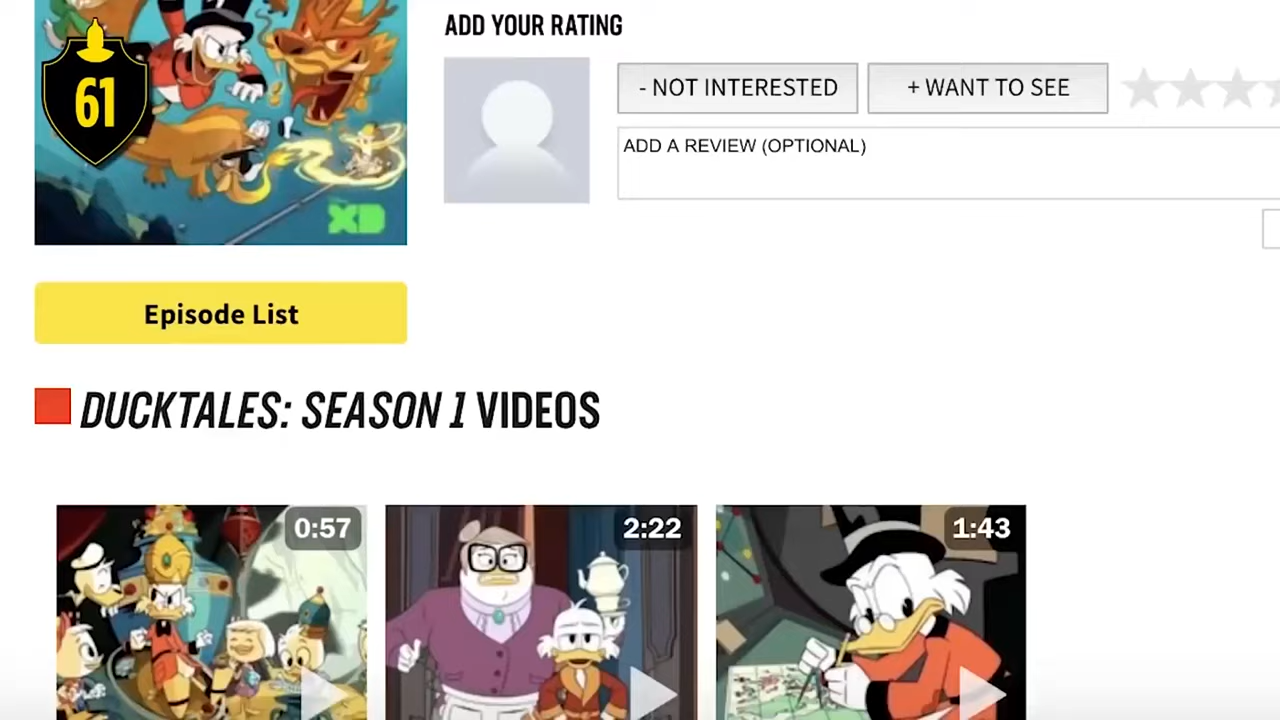 ADD YOUR RATING
61
- NOT INTERESTED
+ WANT TO SEE
ADD A REVIEW (OPTIONAL)
XD
Episode List
DUCKTALES: SEASON 1 VIDEOS
0:57
2:22
1:43